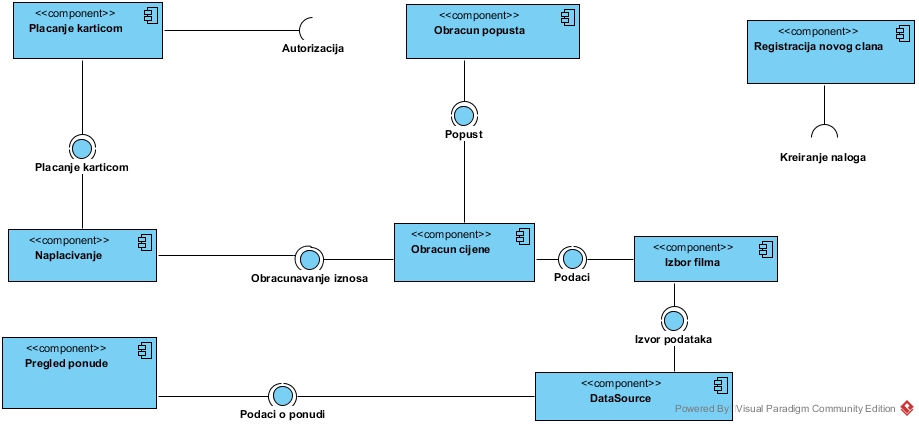 <<component>>
Placanje karticom
Autorizacija
<<component>>
Obracun popusta
<<component>>
Registracija novog clana
Popust
Kreiranje naloga
Placanje karticom
<<component>>
Naplacivanje
Obracunavanje iznosa
<<component>>
Obracun cijene
Podaci
<<component>>
Izbor filma
Izvor podataka
<<component>>
Pregled ponude
Podaci o ponudi
<<component>>
DataSource
Powered By: Visual Paradigm Community Edition